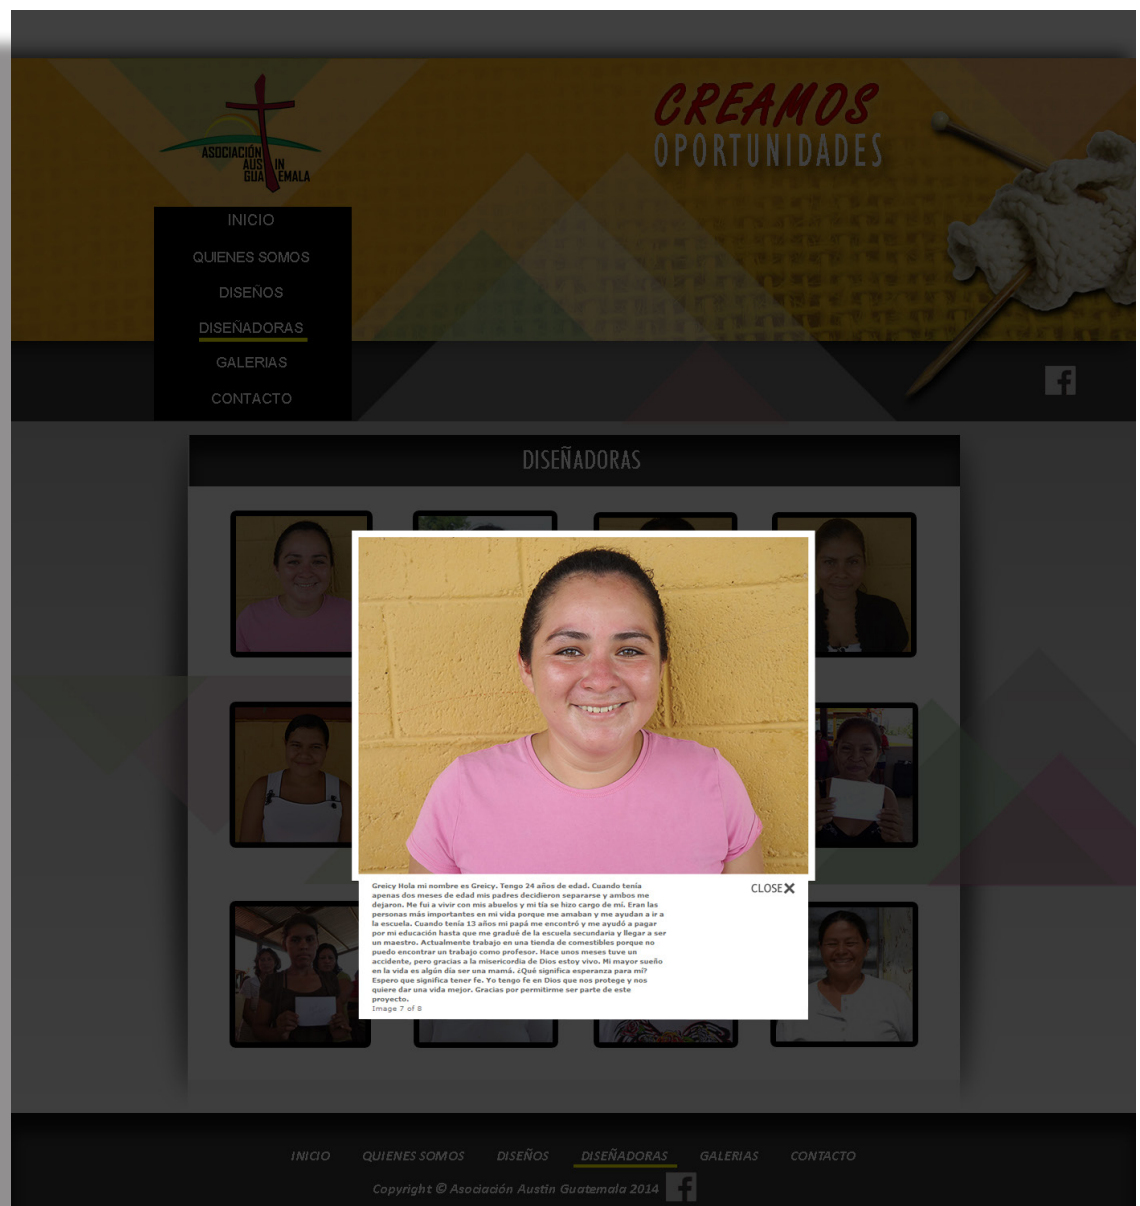 CREAMOS
OPORTUNIDADES
ASOCIACIÓN
AUSTIN
GUATEMALA
INICIO
QUIENES SOMOS
DISEÑOS
DISEÑADORAS
GALERIAS
CONTACTO
f
DISEÑADORAS
Greicy Hola mi nombre es Greicy. Tengo 24 años de edad. Cuando tenía
apenas dos meses de edad mis padres decidieron separarse y ambos me
dejaron. Me fui a vivir con mis abuelos y mi tía se hizo cargo de mí. Eran las
personas más importantes en mi vida porque me amaban y me ayudan a ir a
la escuela. Cuando tenía 13 años mi papá me encontró y me ayudó a pagar
por mi educación hasta que me gradué de la escuela secundaria y llegar a ser
un maestro. Actualmente trabajo en una tienda de comestibles porque no
puedo encontrar un trabajo como profesor. Hace unos meses tuve un
accidente, pero gracias a la misericordia de Dios estoy vivo. Mi mayor sueño
en la vida es algún día ser una mamá. ¿Qué significa esperanza para mí?
Espero que significa tener fe. Yo tengo fe en Dios que nos protege y nos
quiere dar una vida mejor. Gracias por permitirme ser parte de este
proyecto.
Image 7 of 8
CLOSE X
INICIO QUIENES SOMOS DISEÑOS DISEÑADORAS GALERIAS CONTACTO
Copyright © Asociación Austin Guatemala 2014 f